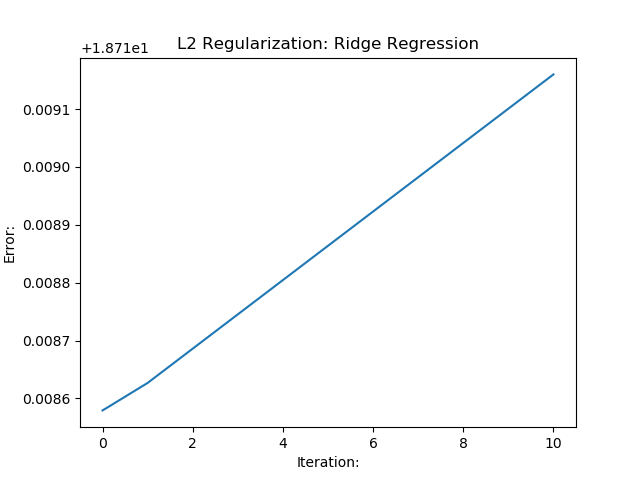 L2 Regularization: Ridge Regression
+1.871e1
0.0091
0.0090
0.0089
0.0088
0.0087
0.0086
Error:
0 2 4 6 8 10
Iteration: